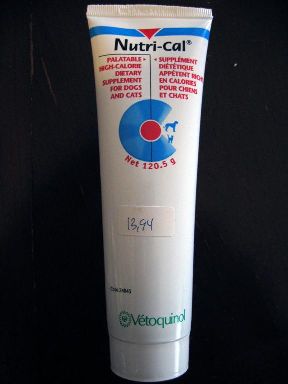 Nutri-Cal®
PALATABLE
HIGH-CALORIE
DIETARY
SUPPLEMENT
FOR DOGS
AND CATS
SUPPLÉMENT
DIÉTÉTIQUE
APPÉTENT RICHE
EN CALORIES
POUR CHIENS
ET CHATS
Net 120.5 g
13,94
Vétoquinol